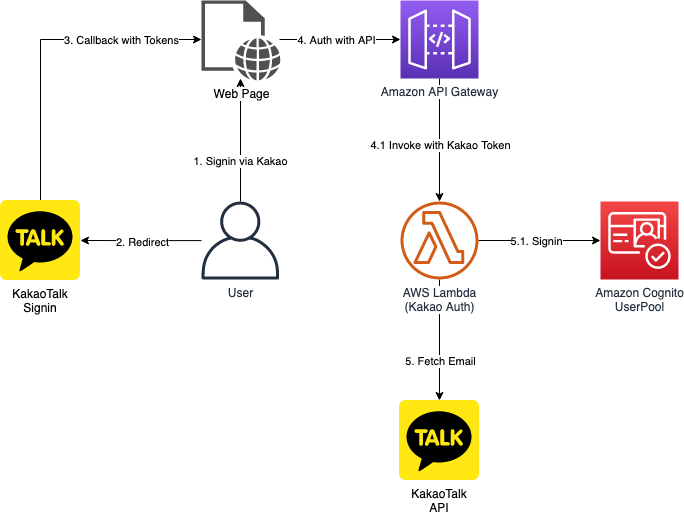 3. Callback with Tokens
4. Auth with API
Web Page
Amazon API Gateway
1. Signin via Kakao
4.1 Invoke with Kakao Token
TALK
2. Redirect
5.1. Signin
KakaoTalk
Signin
User
AWS Lambda
(Kakao Auth)
Amazon Cognito
UserPool
5. Fetch Email
TALK
KakaoTalk
API